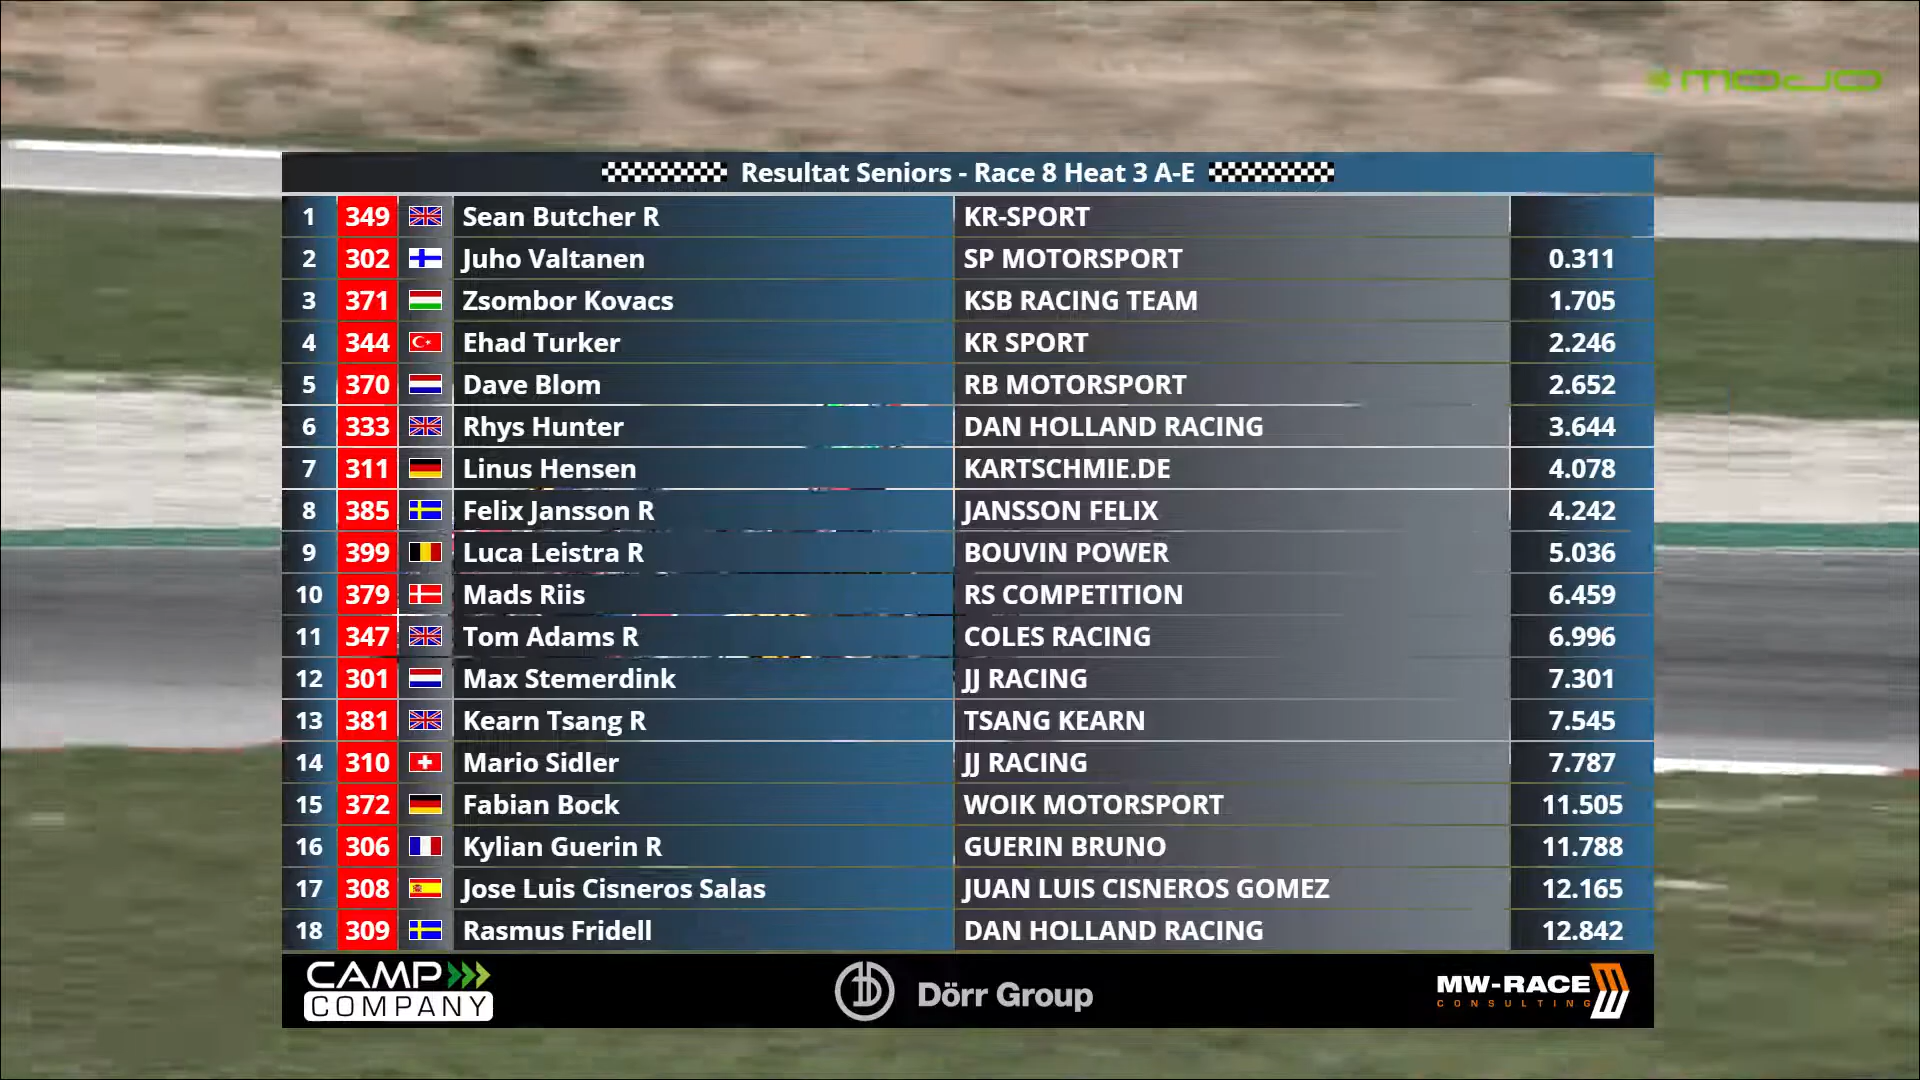 mojo
Resultat Seniors - Race 8 Heat 3 A-E
1 349 Sean Butcher R KR-SPORT
2 302 Juho Valtanen SP MOTORSPORT 0.311
3 371 Zsombor Kovacs KSB RACING TEAM 1.705
4 344 Ehad Turker KR SPORT 2.246
5 370 Dave Blom RB MOTORSPORT 2.652
6 333 Rhys Hunter DAN HOLLAND RACING 3.644
7 311 Linus Hensen KARTSCHMIE.DE 4.078
8 385 Felix Jansson R JANSSON FELIX 4.242
9 399 Luca Leistra R BOUVIN POWER 5.036
10 379 Mads Riis RS COMPETITION 6.459
11 347 Tom Adams R COLES RACING 6.996
12 301 Max Stemerdink JJ RACING 7.301
13 381 Kearn Tsang R TSANG KEARN 7.545
14 310 Mario Sidler JJ RACING 7.787
15 372 Fabian Bock WOIK MOTORSPORT 11.505
16 306 Kylian Guerin R GUERIN BRUNO 11.788
17 308 Jose Luis Cisneros Salas JUAN LUIS CISNEROS GOMEZ 12.165
18 309 Rasmus Fridell DAN HOLLAND RACING 12.842
CAMP COMPANY
Dörr Group
MW-RACE
CONSULTING